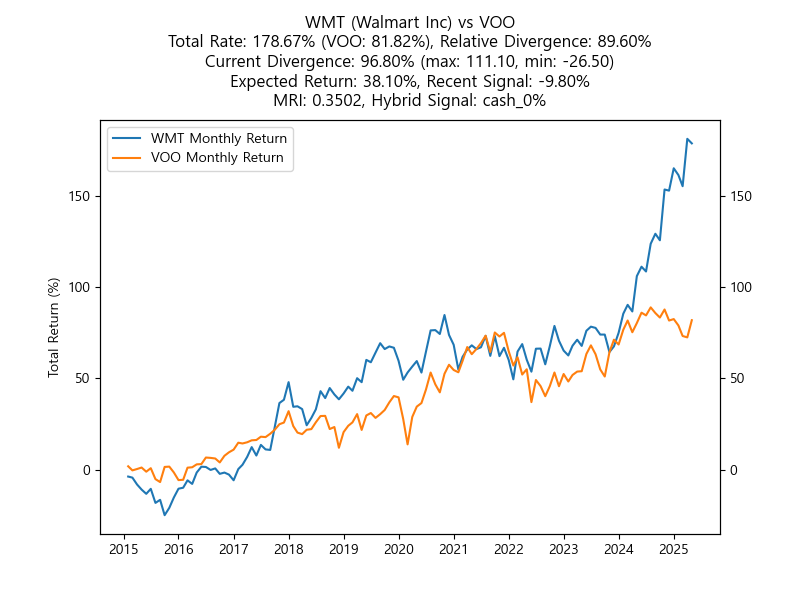 WMT (Walmart Inc) vs VOO
Total Rate: 178.67% (VOO: 81.82%), Relative Divergence: 89.60%
Current Divergence: 96.80% (max: 111.10, min: -26.50)
Expected Return: 38.10%, Recent Signal: -9.80%
MRI: 0.3502, Hybrid Signal: cash_0%
WMT Monthly Return
VOO Monthly Return
Total Return (%)
150
100
50
0
150
100
50
0
2015 2016 2017 2018 2019 2020 2021 2022 2023 2024 2025